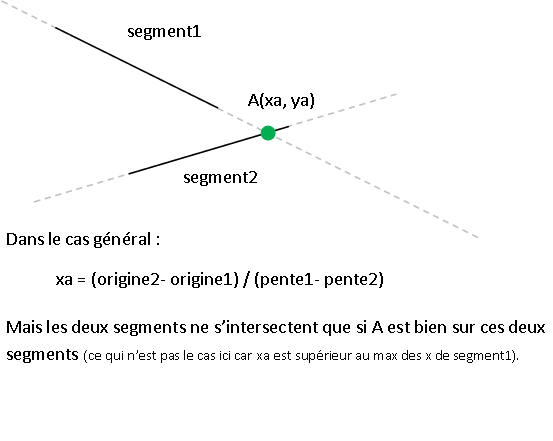 segment1
A(xa, ya)
segment2
Dans le cas général :
xa = (origine2- origine1) / (pente1- pente2)
Mais les deux segments ne s’intersectent que si A est bien sur ces deux
segments (ce qui n’est pas le cas ici car xa est supérieur au max des x de segment1).